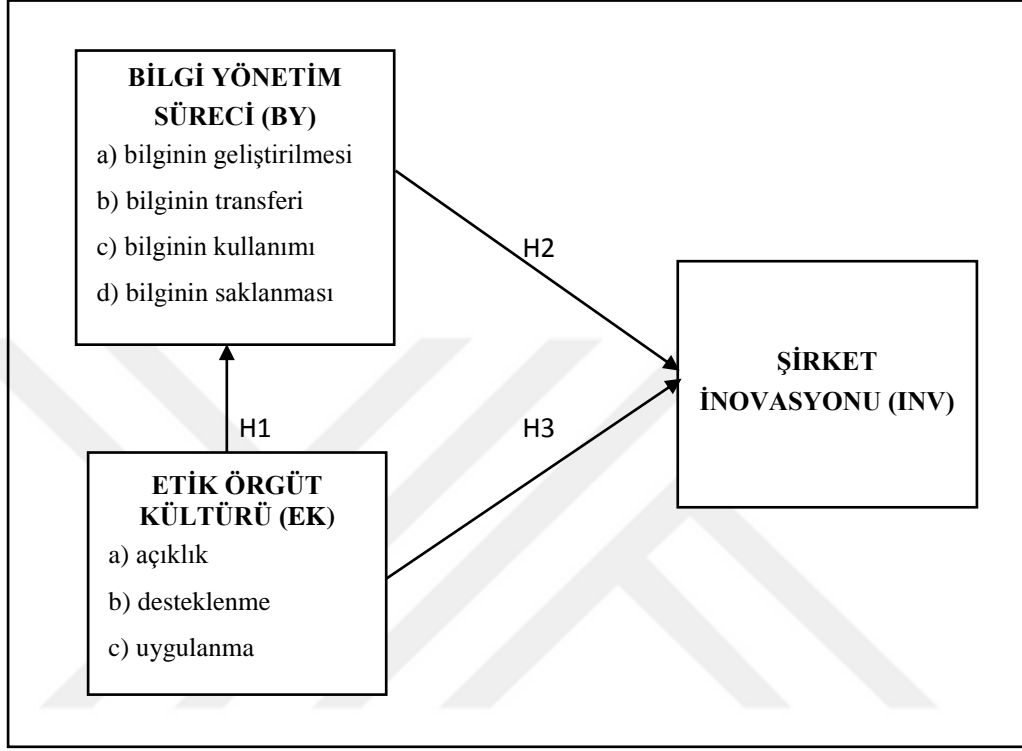 BİLGİ YÖNETİM
SÜRECİ (BY)
a) bilginin geliştirilmesi
b) bilginin transferi
c) bilginin kullanımı
d) bilginin saklanması
H2
ŞİRKET
İNOVASYONU (INV)
H1
H3
ETİK ÖRGÜT
KÜLTÜRÜ (EK)
a) açıklık
b) desteklenme
c) uygulanma